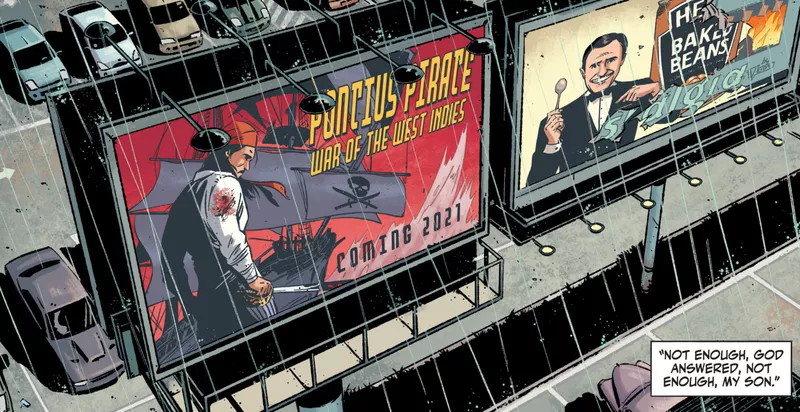 PONCIUS PIRACE
WAR OF THE WEST INDIES
COMING 2021
HE
BAKED
BEANS
"NOT ENOUGH, GOD
ANSWERED, NOT
ENOUGH, MY SON."